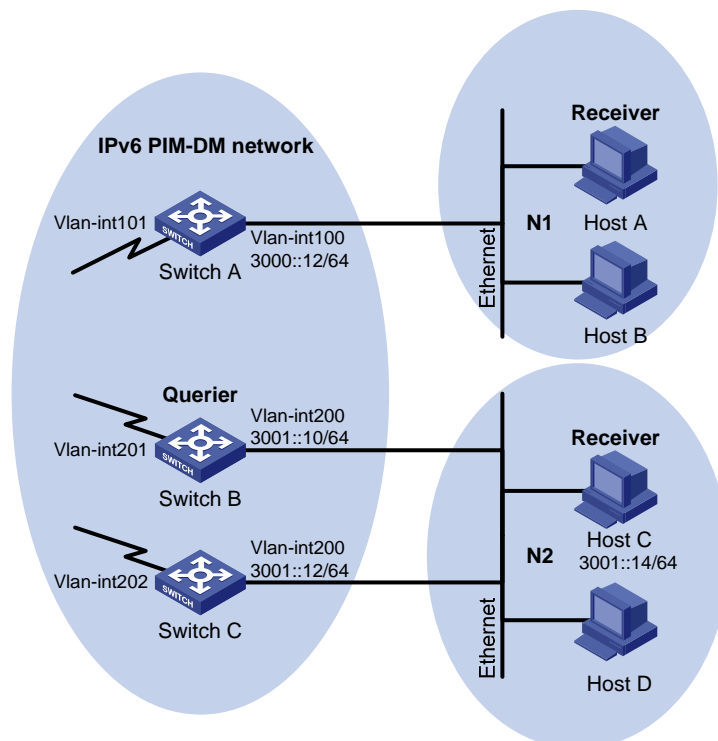 IPv6 PIM-DM network
Receiver
Vlan-int101
SWITCH
Vlan-int100
3000::12/64
Switch A
Ethernet
N1
Host A
Host B
Querier
Vlan-int200
3001::10/64
Vlan-int201
SWITCH
Switch B
Receiver
Vlan-int200
3001::12/64
Vlan-int202
SWITCH
Switch C
Ethernet
N2
Host C
3001::14/64
Host D